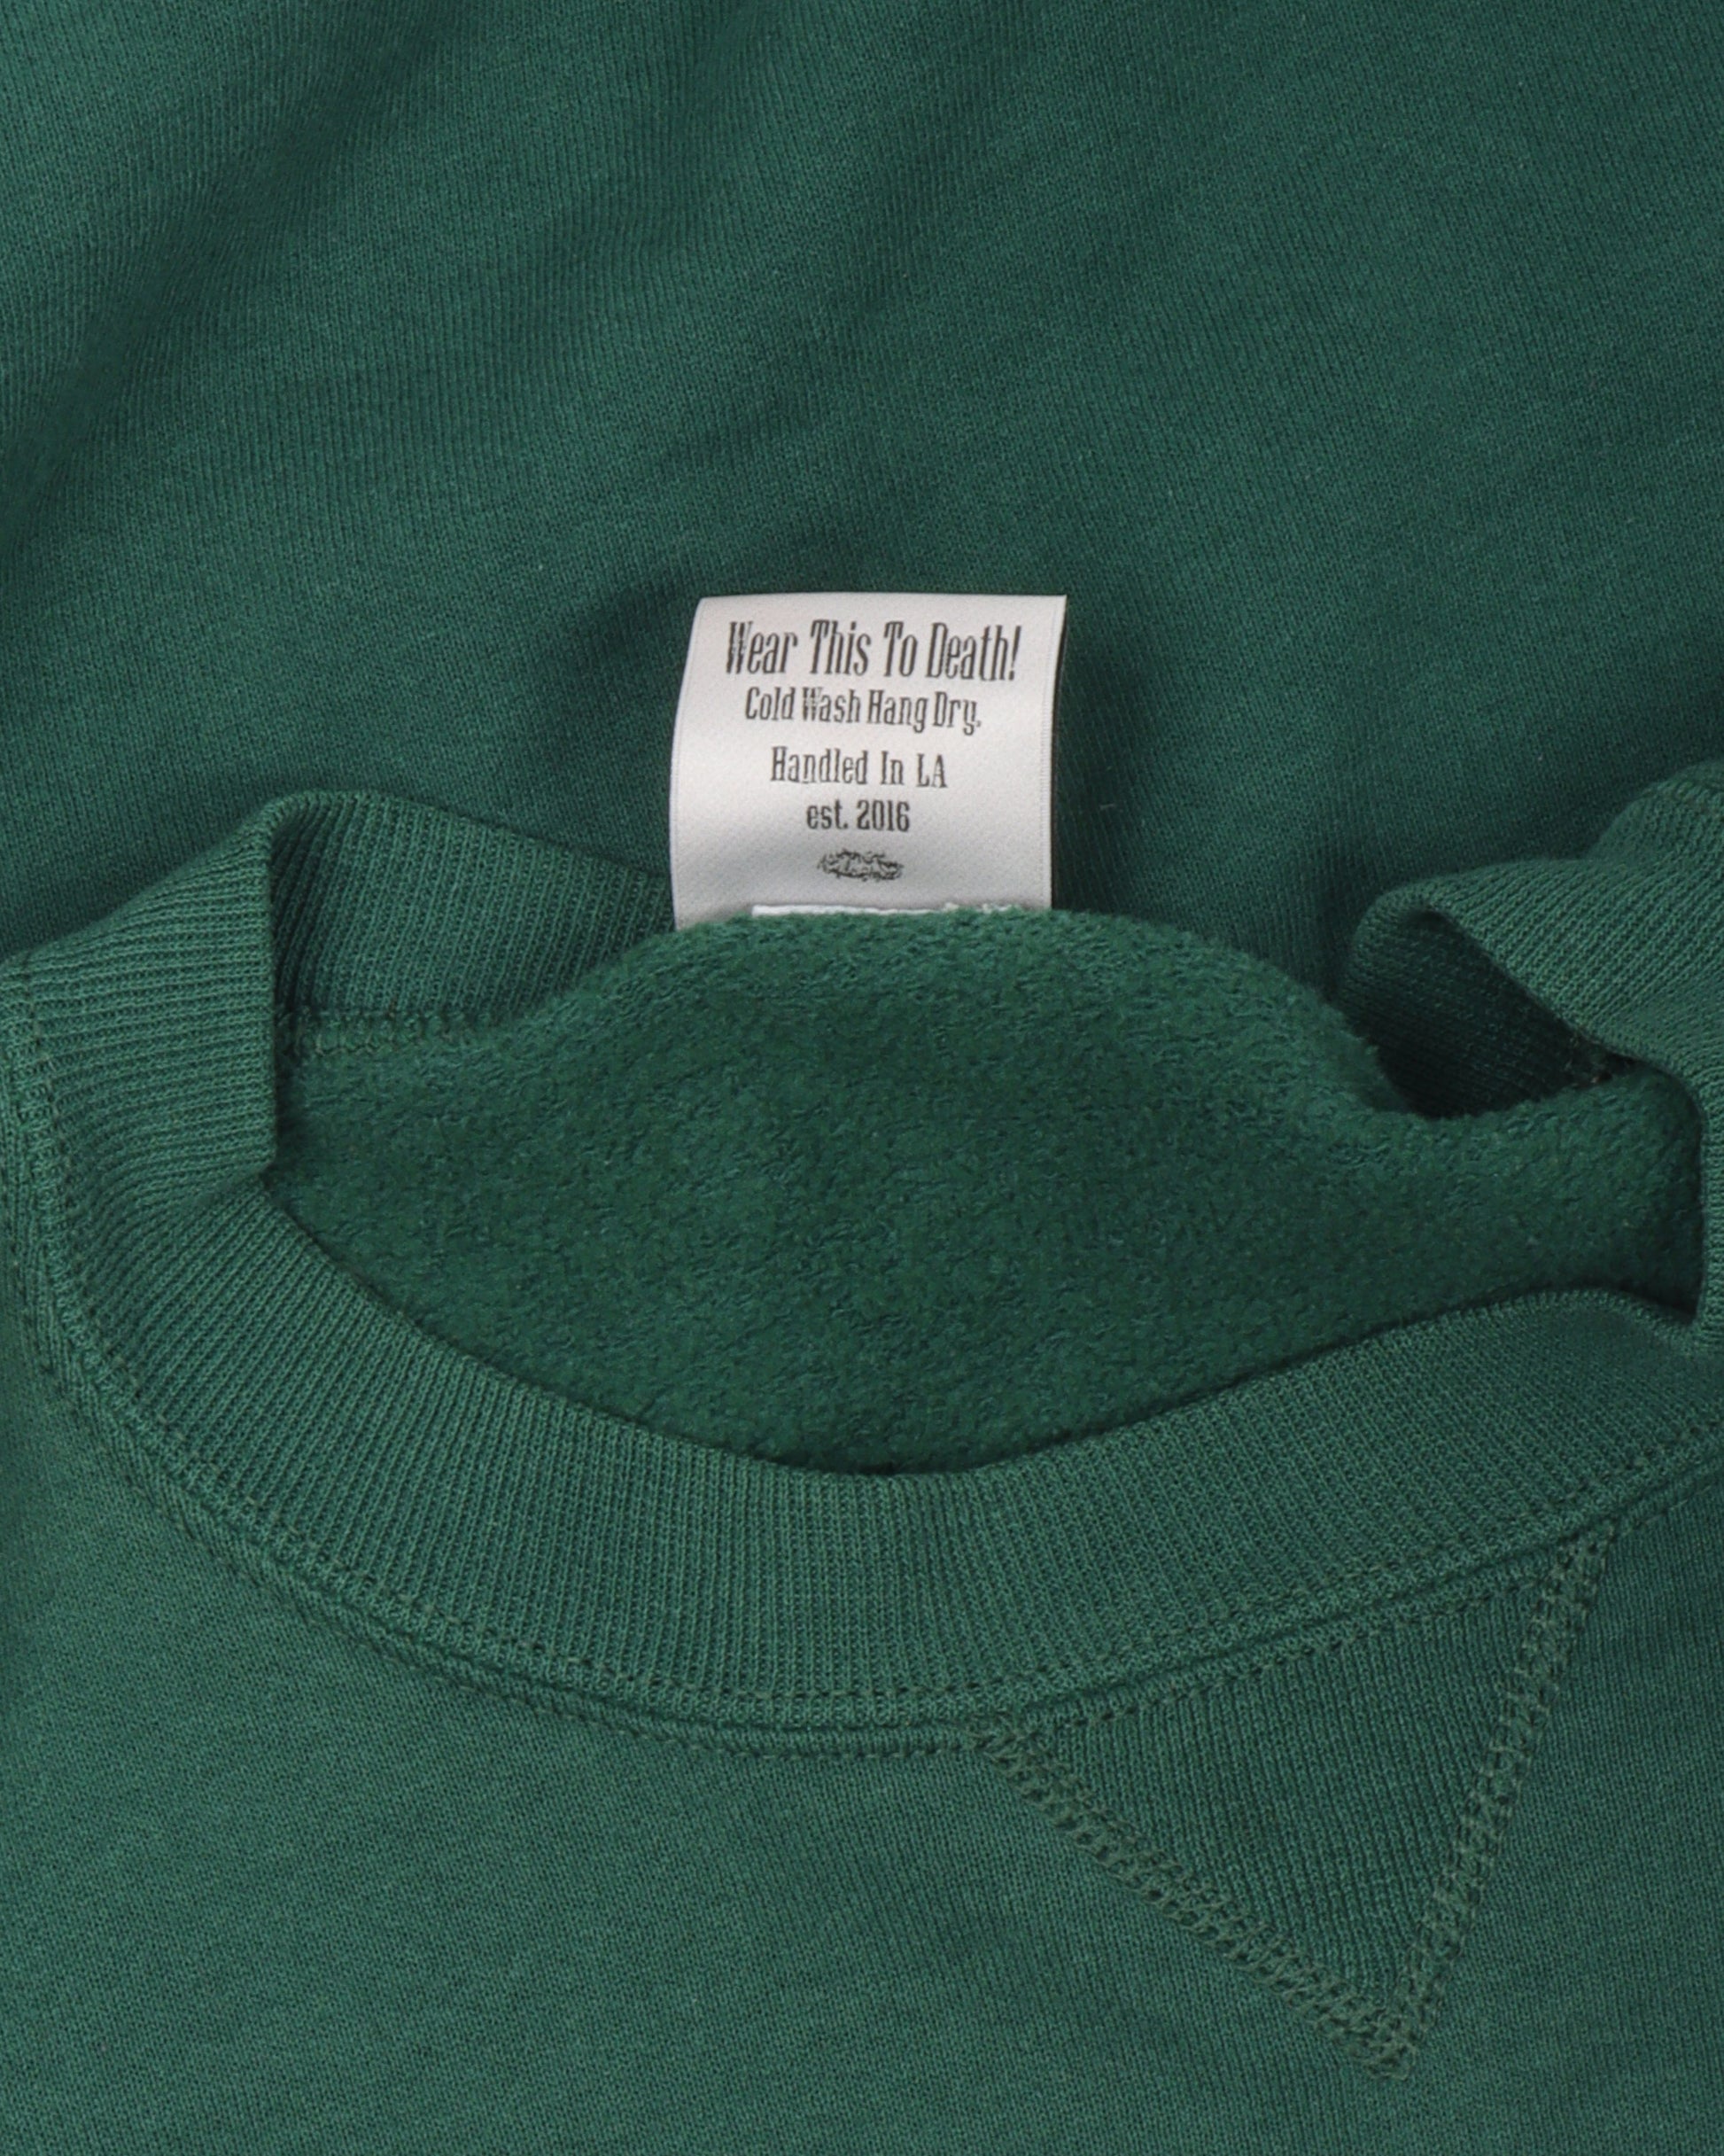 Wear This To Death!
Cold Wash Hang Dry.
Handled In LA
est. 2016